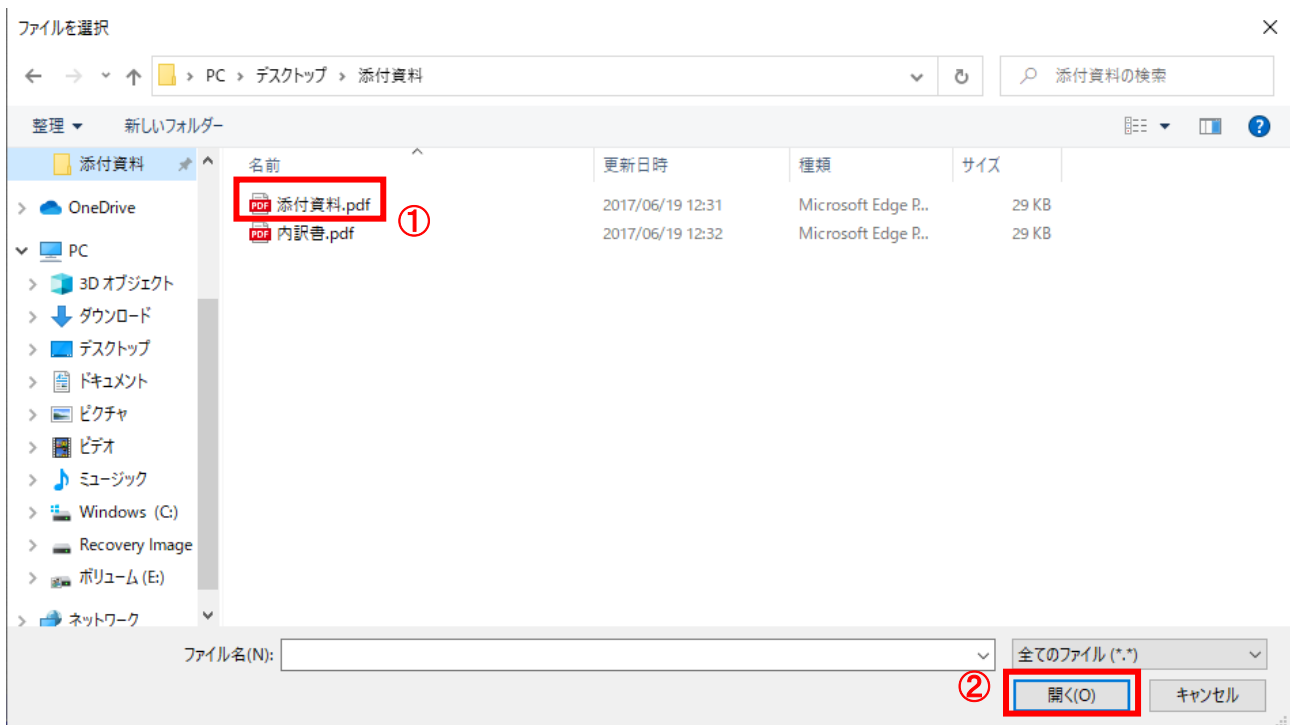 ファイルを選択
PC › デスクトップ › 添付資料
添付資料の検索
整理 新しいフォルダー
添付資料
名前 更新日時 種類 サイズ
OneDrive
PDF 添付資料.pdf 2017/06/19 12:31 Microsoft Edge P... 29 KB
①
PDF 内訳書.pdf 2017/06/19 12:32 Microsoft Edge P... 29 KB
PC
3D オブジェクト
ダウンロード
デスクトップ
ドキュメント
ピクチャ
ビデオ
ミュージック
Windows (C:)
Recovery Image
ボリューム (E:)
ネットワーク
ファイル名(N): 全てのファイル (*.*)
② 開く(O) キャンセル